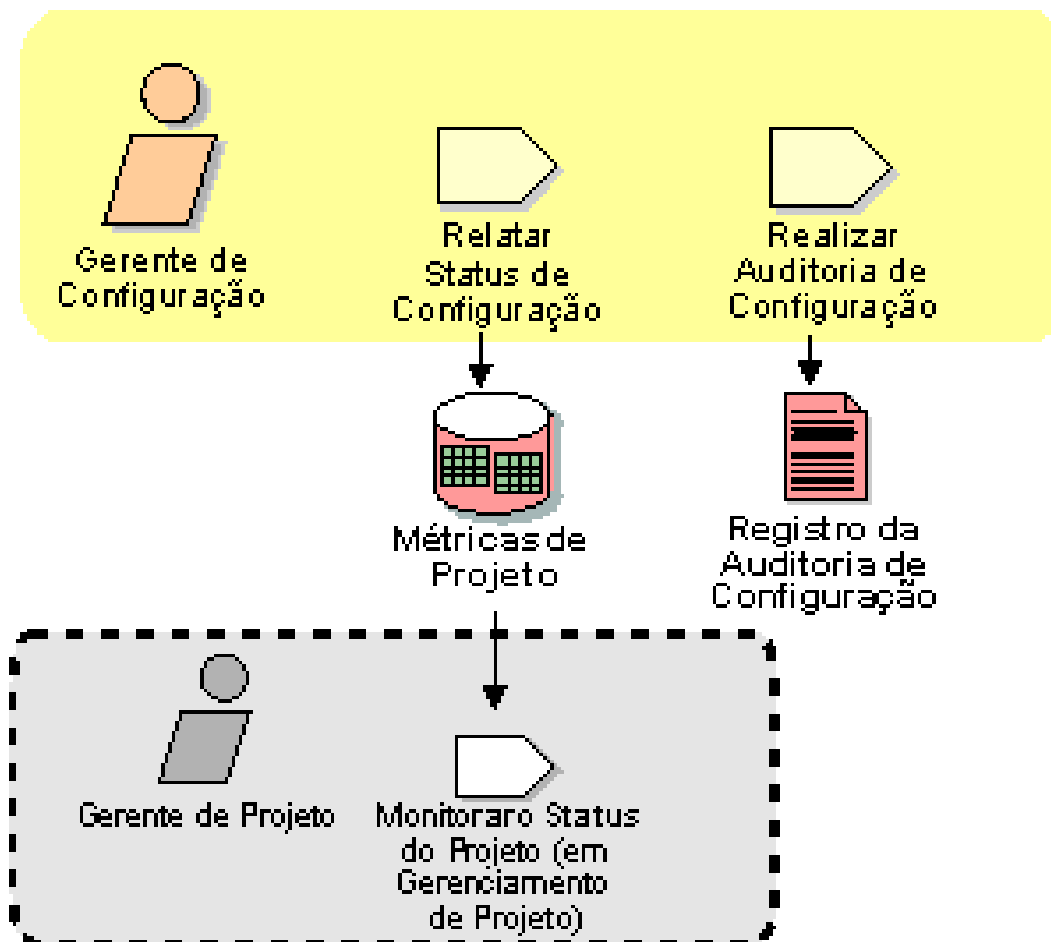 Gerente de
Configuração
Relatar
Status de
Configuração
Realizar
Auditoria de
Configuração
Métricas de
Projeto
Registro da
Auditoria de
Configuração
Gerente de Projeto
Monitoraro Status
do Projeto (em
Gerenciamento
de Projeto)